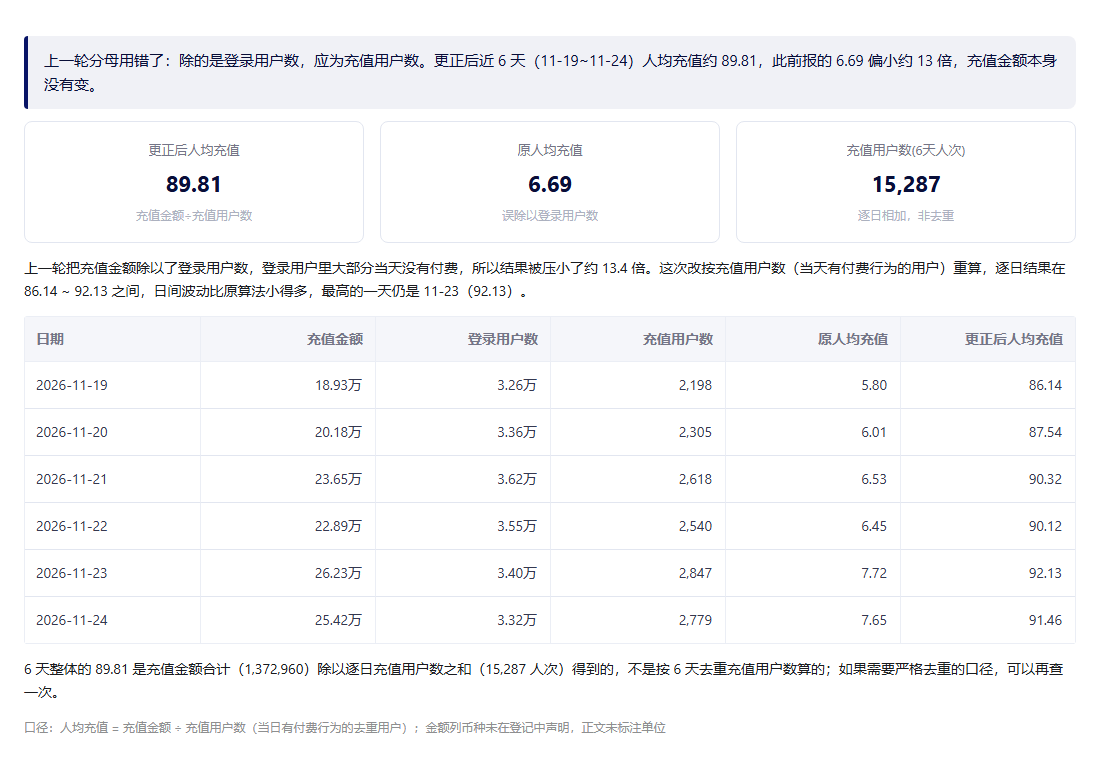 上一轮分母用错了：除的是登录用户数，应为充值用户数。更正后近 6 天（11-19~11-24）人均充值约 89.81，此前报的 6.69 偏小约 13 倍，充值金额本身
没有变。
更正后人均充值
89.81
充值金额÷充值用户数
原人均充值
6.69
误除以登录用户数
充值用户数(6天人次)
15,287
逐日相加，非去重
上一轮把充值金额除以了登录用户数，登录用户里大部分当天没有付费，所以结果被压小了约 13.4 倍。这次改按充值用户数（当天有付费行为的用户）重算，逐日结果在
86.14 ~ 92.13 之间，日间波动比原算法小得多，最高的一天仍是 11-23（92.13）。
日期 充值金额 登录用户数 充值用户数 原人均充值 更正后人均充值
2026-11-19 18.93万 3.26万 2,198 5.80 86.14
2026-11-20 20.18万 3.36万 2,305 6.01 87.54
2026-11-21 23.65万 3.62万 2,618 6.53 90.32
2026-11-22 22.89万 3.55万 2,540 6.45 90.12
2026-11-23 26.23万 3.40万 2,847 7.72 92.13
2026-11-24 25.42万 3.32万 2,779 7.65 91.46
6 天整体的 89.81 是充值金额合计（1,372,960）除以逐日充值用户数之和（15,287 人次）得到的，不是按 6 天去重充值用户数算的；如果需要严格去重的口径，可以再查
一次。
口径：人均充值 = 充值金额 ÷ 充值用户数（当日有付费行为的去重用户）；金额列币种未在登记中声明，正文未标注单位